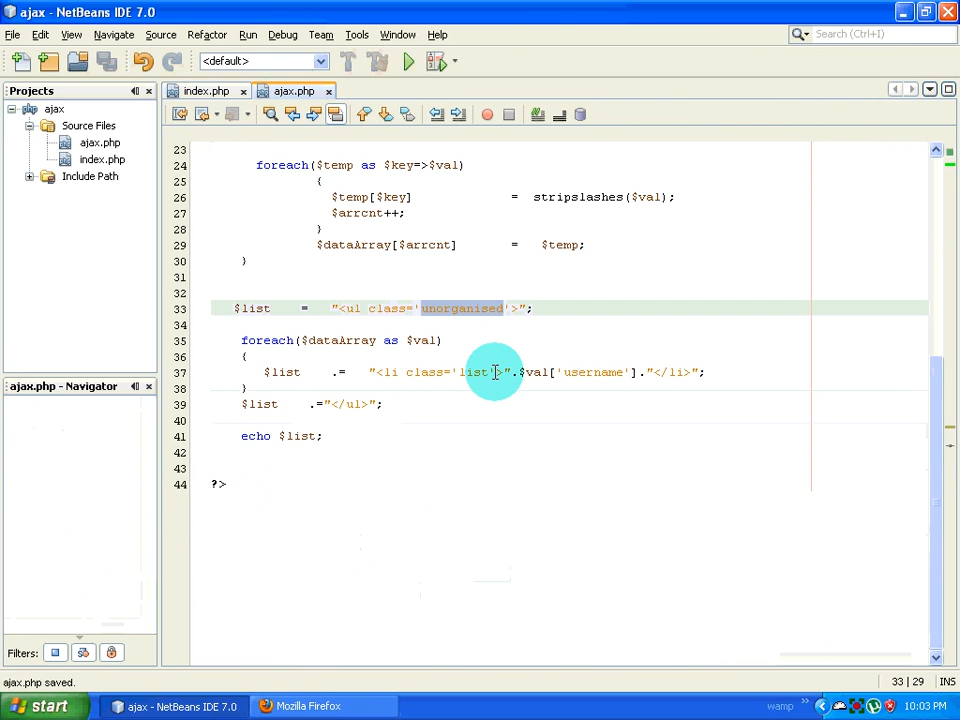 ajax - NetBeans IDE 7.0
File Edit View Navigate Source Refactor Run Debug Team Tools Window Help
Search (Ctrl+I)
<default>
Projects
index.php
ajax.php
ajax
Source Files
ajax.php
index.php
Include Path
23
24 foreach($temp as $key=>$val)
25 {
26 $temp[$key] = stripslashes($val);
27 $arrcnt++;
28 }
29 $dataArray[$arrcnt] = $temp;
30 }
31
32
33 $list = "<ul class='unorganised'>";
34
35 foreach($dataArray as $val)
36 {
37 $list .= "<li class='list'>".$val['username']."</li>";
38 }
39 $list .="</ul>";
40
41 echo $list;
42
43
44 ?>
ajax.php - Navigator
Filters:
ajax.php saved.
33 | 29 INS
start
ajax - NetBeans IDE 7.0
Mozilla Firefox
wamp
10:03 PM